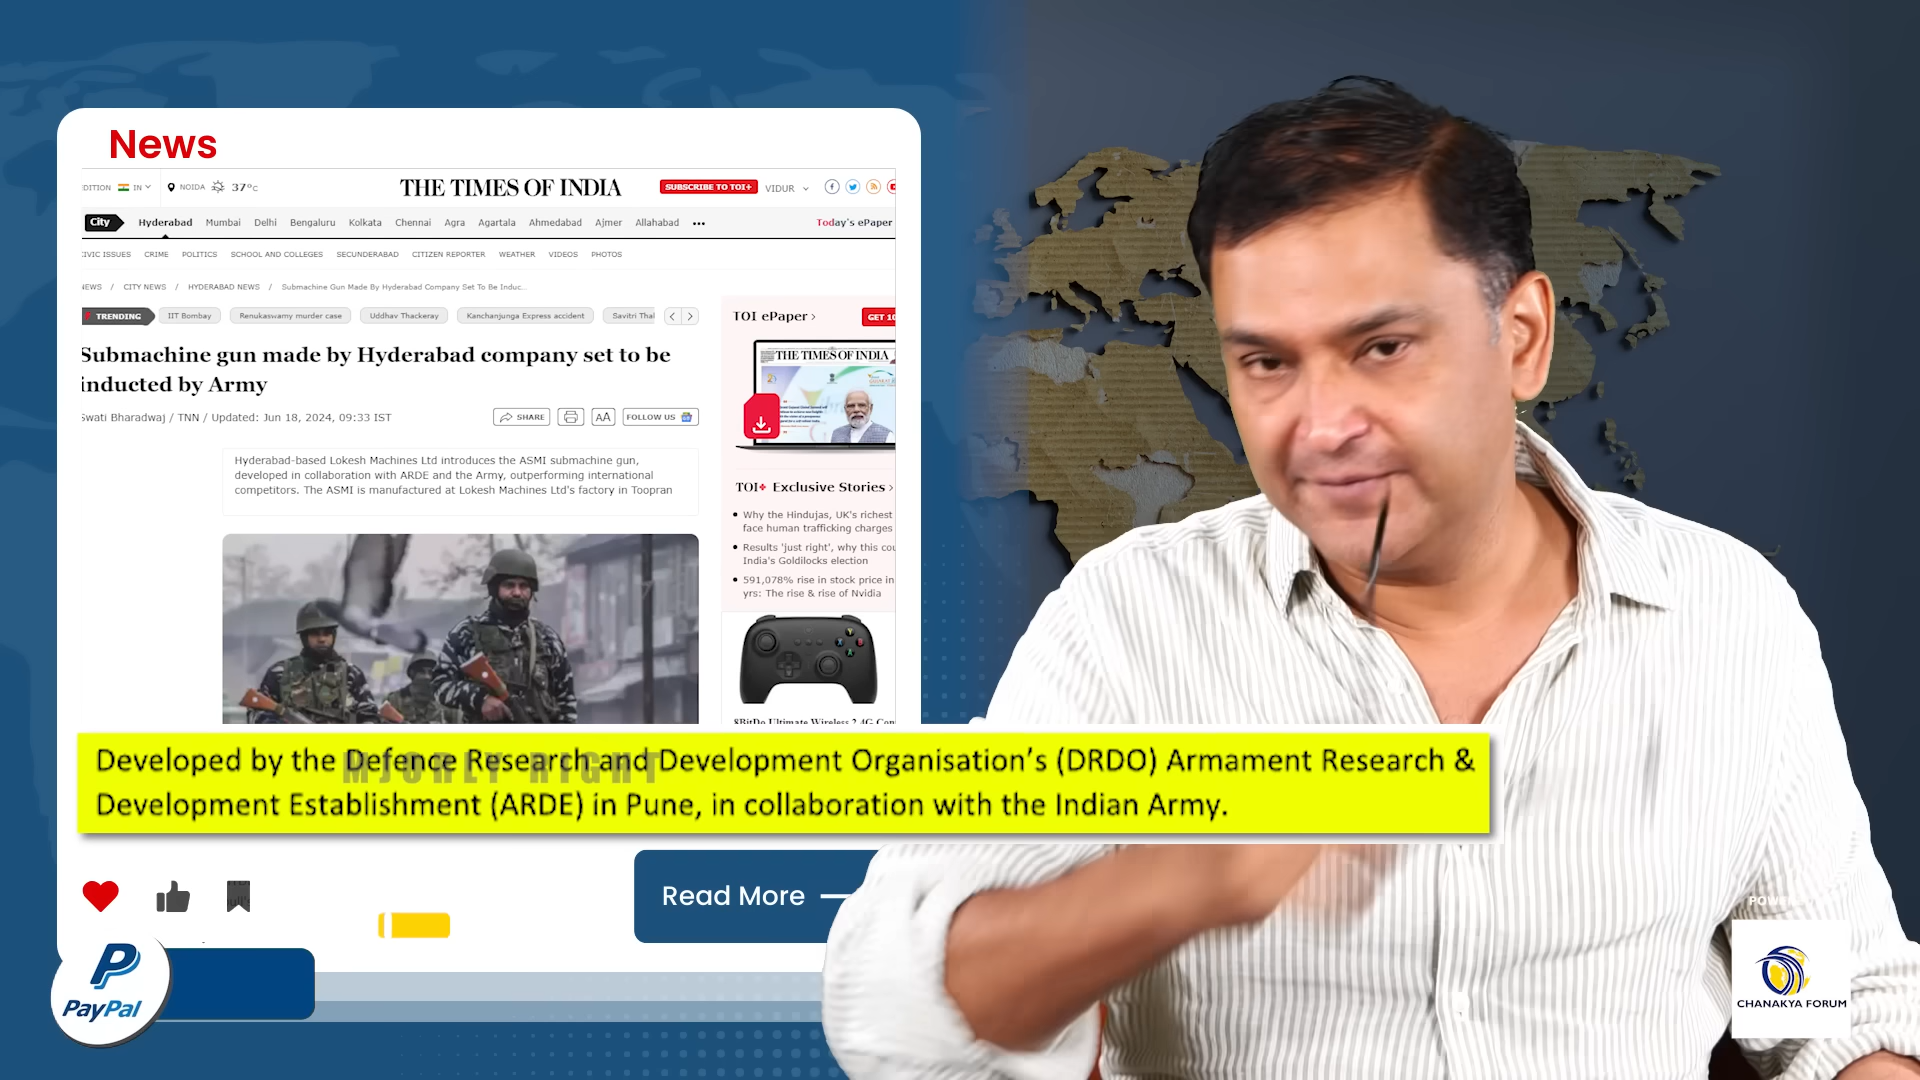 News
DITION IN NOIDA 37°C
THE TIMES OF INDIA
SUBSCRIBE TO TOI+ VIDUR
City Hyderabad Mumbai Delhi Bengaluru Kolkata Chennai Agra Agartala Ahmedabad Ajmer Allahabad ••• Today's ePaper
IVIC ISSUES CRIME POLITICS SCHOOL AND COLLEGES SECUNDERABAD CITIZEN REPORTER WEATHER VIDEOS PHOTOS
NEWS / CITY NEWS / HYDERABAD NEWS / Submachine Gun Made By Hyderabad Company Set To Be Induc...
TRENDING IIT Bombay Renukaswamy murder case Uddhav Thackeray Kanchanjunga Express accident Savitri Thal
Submachine gun made by Hyderabad company set to be
inducted by Army
Swati Bharadwaj / TNN / Updated: Jun 18, 2024, 09:33 IST
SHARE AA FOLLOW US
Hyderabad-based Lokesh Machines Ltd introduces the ASMI submachine gun,
developed in collaboration with ARDE and the Army, outperforming international
competitors. The ASMI is manufactured at Lokesh Machines Ltd's factory in Toopran
TOI ePaper GET 10
THE TIMES OF INDIA
TOI+ Exclusive Stories
Why the Hindujas, UK's richest
face human trafficking charges
Results 'just right', why this cou
India's Goldilocks election
591,078% rise in stock price in
yrs: The rise & rise of Nvidia
8BitDo Ultimate Wireless 2.4G Con
Developed by the Defence Research and Development Organisation's (DRDO) Armament Research &
Development Establishment (ARDE) in Pune, in collaboration with the Indian Army.
Read More
PayPal
CHANAKYA FORUM